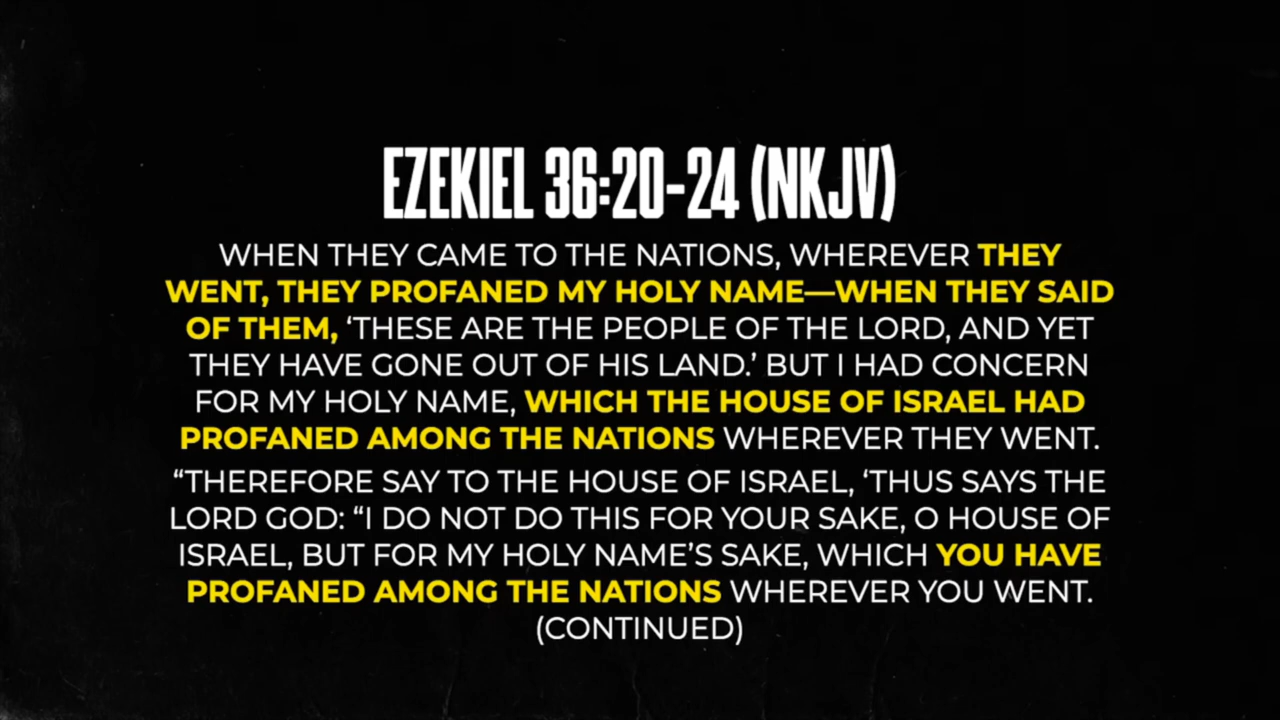 EZEKIEL 36:20-24 (NKJV)
WHEN THEY CAME TO THE NATIONS, WHEREVER THEY
WENT, THEY PROFANED MY HOLY NAME—WHEN THEY SAID
OF THEM, ‘THESE ARE THE PEOPLE OF THE LORD, AND YET
THEY HAVE GONE OUT OF HIS LAND.’ BUT I HAD CONCERN
FOR MY HOLY NAME, WHICH THE HOUSE OF ISRAEL HAD
PROFANED AMONG THE NATIONS WHEREVER THEY WENT.
“THEREFORE SAY TO THE HOUSE OF ISRAEL, ‘THUS SAYS THE
LORD GOD: “I DO NOT DO THIS FOR YOUR SAKE, O HOUSE OF
ISRAEL, BUT FOR MY HOLY NAME’S SAKE, WHICH YOU HAVE
PROFANED AMONG THE NATIONS WHEREVER YOU WENT.
(CONTINUED)